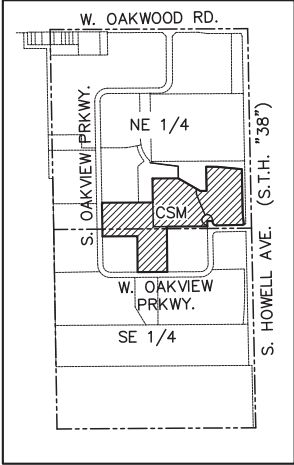 W. OAKWOOD RD.
S. OAKVIEW PRKWY.
NE 1/4
(S.T.H. "38")
CSM
W. OAKVIEW
PRKWY.
S. HOWELL AVE.
SE 1/4